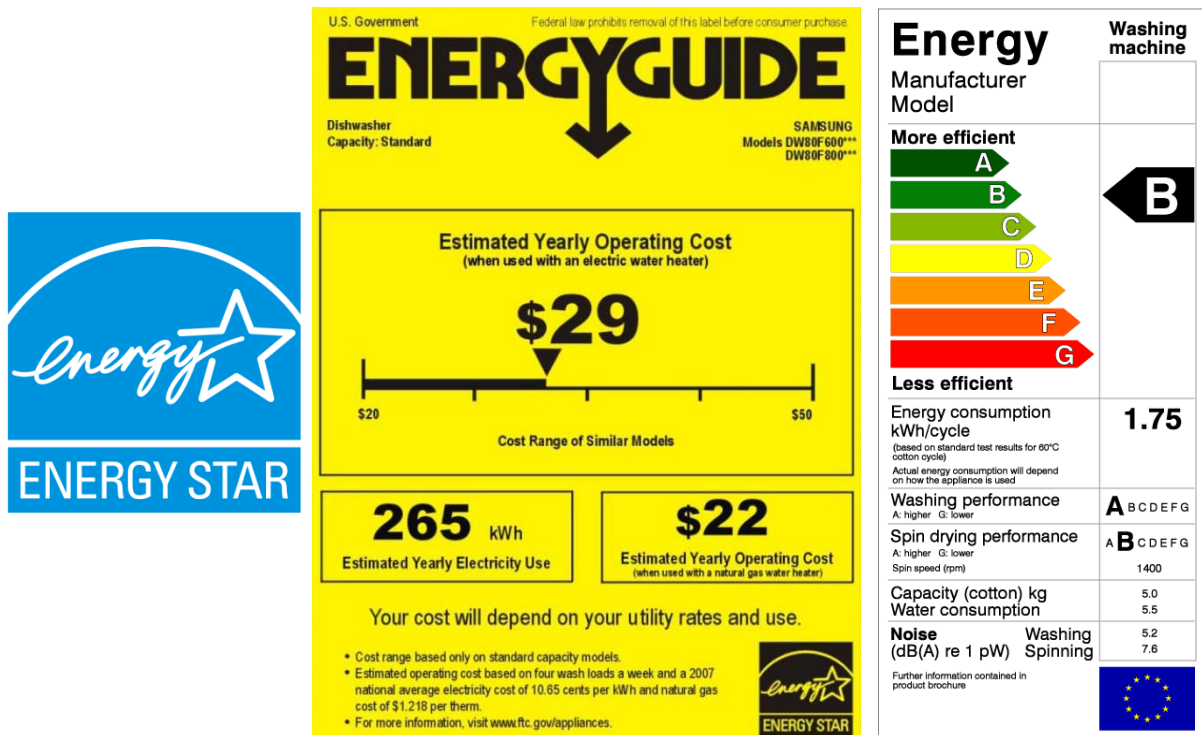 energy
ENERGY STAR
U.S. Government
Federal law prohibits removal of this label before consumer purchase.
ENERGYGUIDE
Dishwasher
Capacity: Standard
SAMSUNG
Models DW80F600***
DW80F800***
Estimated Yearly Operating Cost
(when used with an electric water heater)
$29
$20
$50
Cost Range of Similar Models
265 kWh
Estimated Yearly Electricity Use
$22
Estimated Yearly Operating Cost
(when used with a natural gas water heater)
Your cost will depend on your utility rates and use.
• Cost range based only on standard capacity models.
• Estimated operating cost based on four wash loads a week and a 2007
national average electricity cost of 10.65 cents per kWh and natural gas
cost of $1.218 per therm.
• For more information, visit www.ftc.gov/appliances.
energy
ENERGY STAR
Energy
Washing
machine
Manufacturer
Model
More efficient
A
B
B
C
D
E
F
G
Less efficient
Energy consumption
kWh/cycle
1.75
(based on standard test results for 60°C
cotton cycle)
Actual energy consumption will depend
on how the appliance is used
Washing performance
A: higher G: lower
A B C D E F G
Spin drying performance
A: higher G: lower
A B C D E F G
Spin speed (rpm)
1400
Capacity (cotton) kg
5.0
Water consumption
5.5
Noise Washing
5.2
(dB(A) re 1 pW) Spinning
7.6
Further information contained in
product brochure